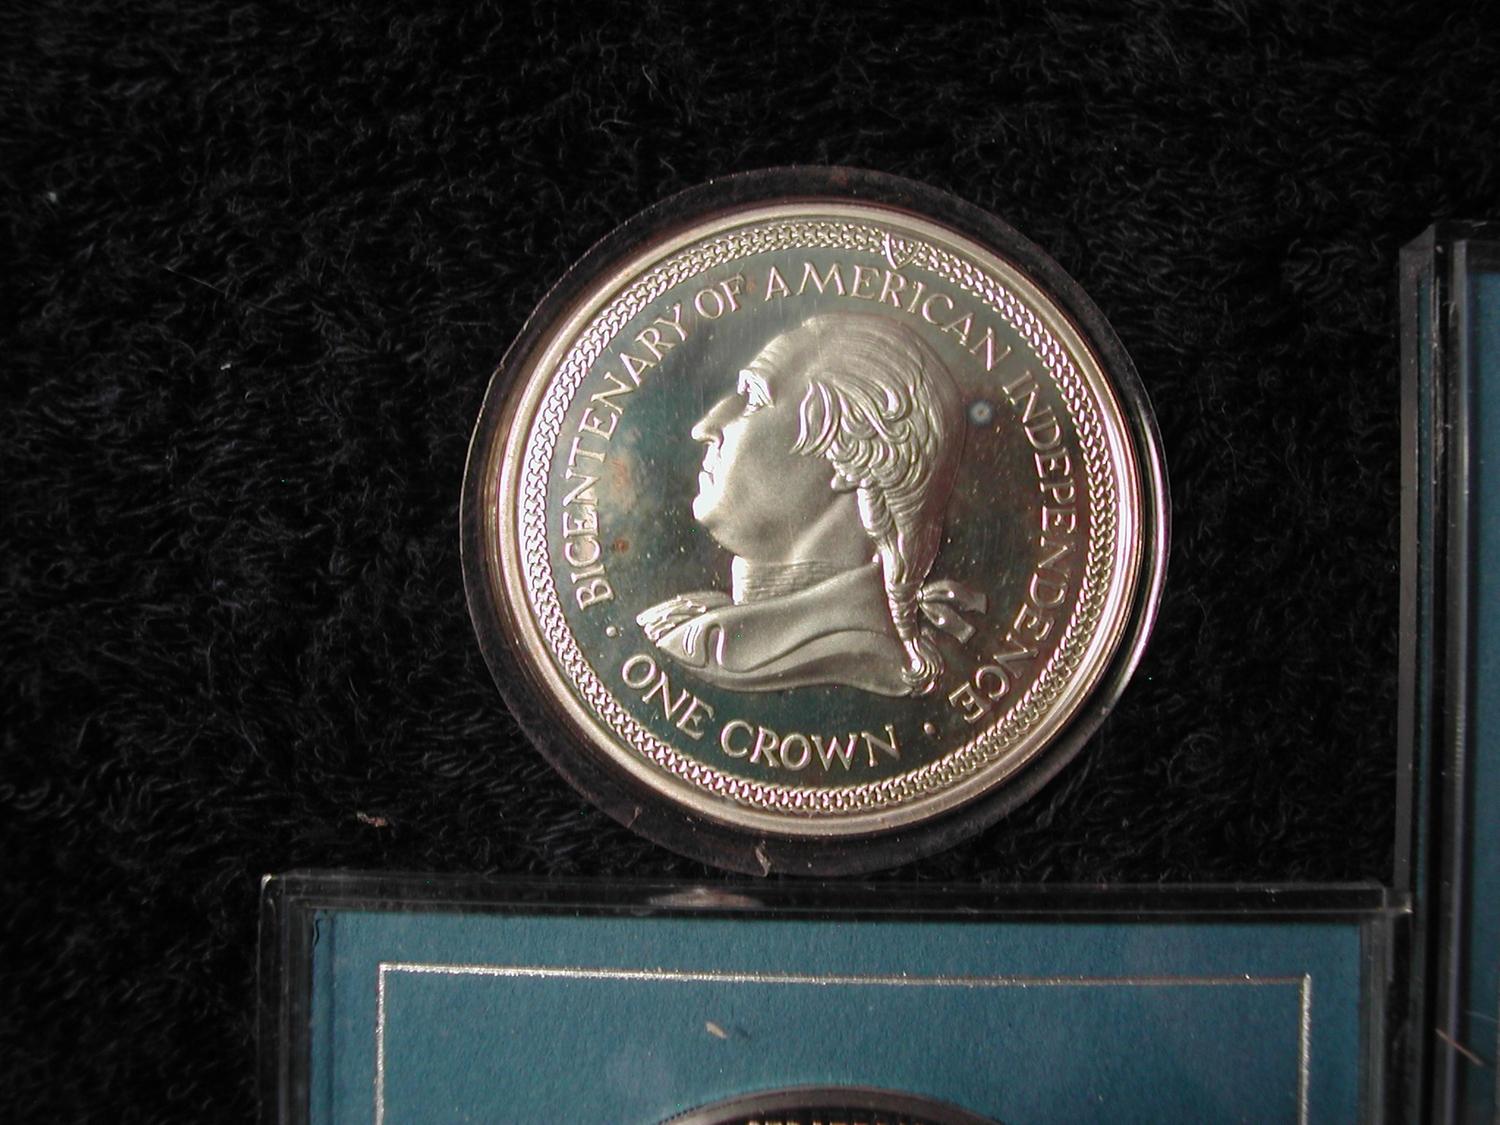 BICENTENARY OF AMERICAN INDEPENDENCE
· ONE CROWN ·